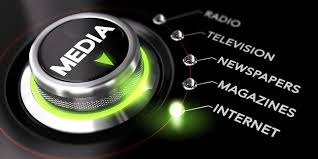 MEDIA
RADIO
TELEVISION
NEWSPAPERS
MAGAZINES
INTERNET